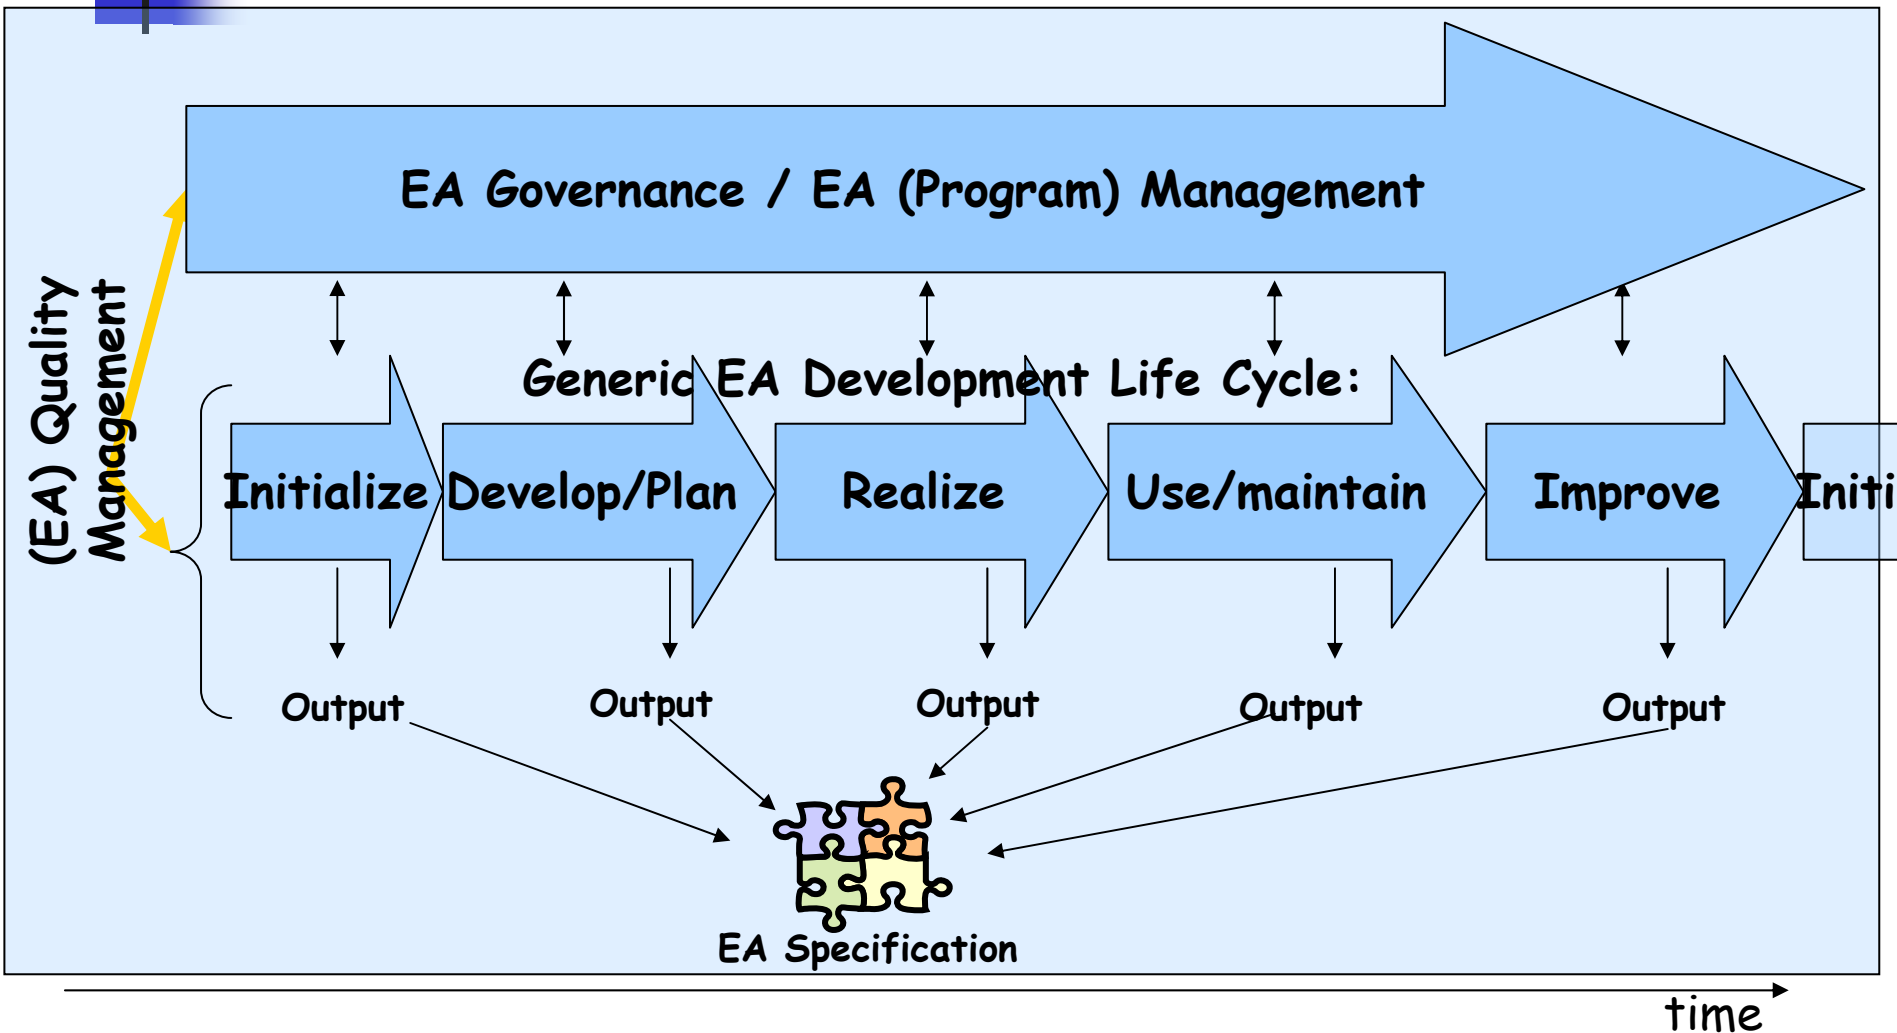 EA Governance / EA (Program) Management
(EA) Quality
Management
Generic EA Development Life Cycle:
Initialize
Develop/Plan
Realize
Use/maintain
Improve
Initi
Output
Output
Output
Output
Output
EA Specification
time